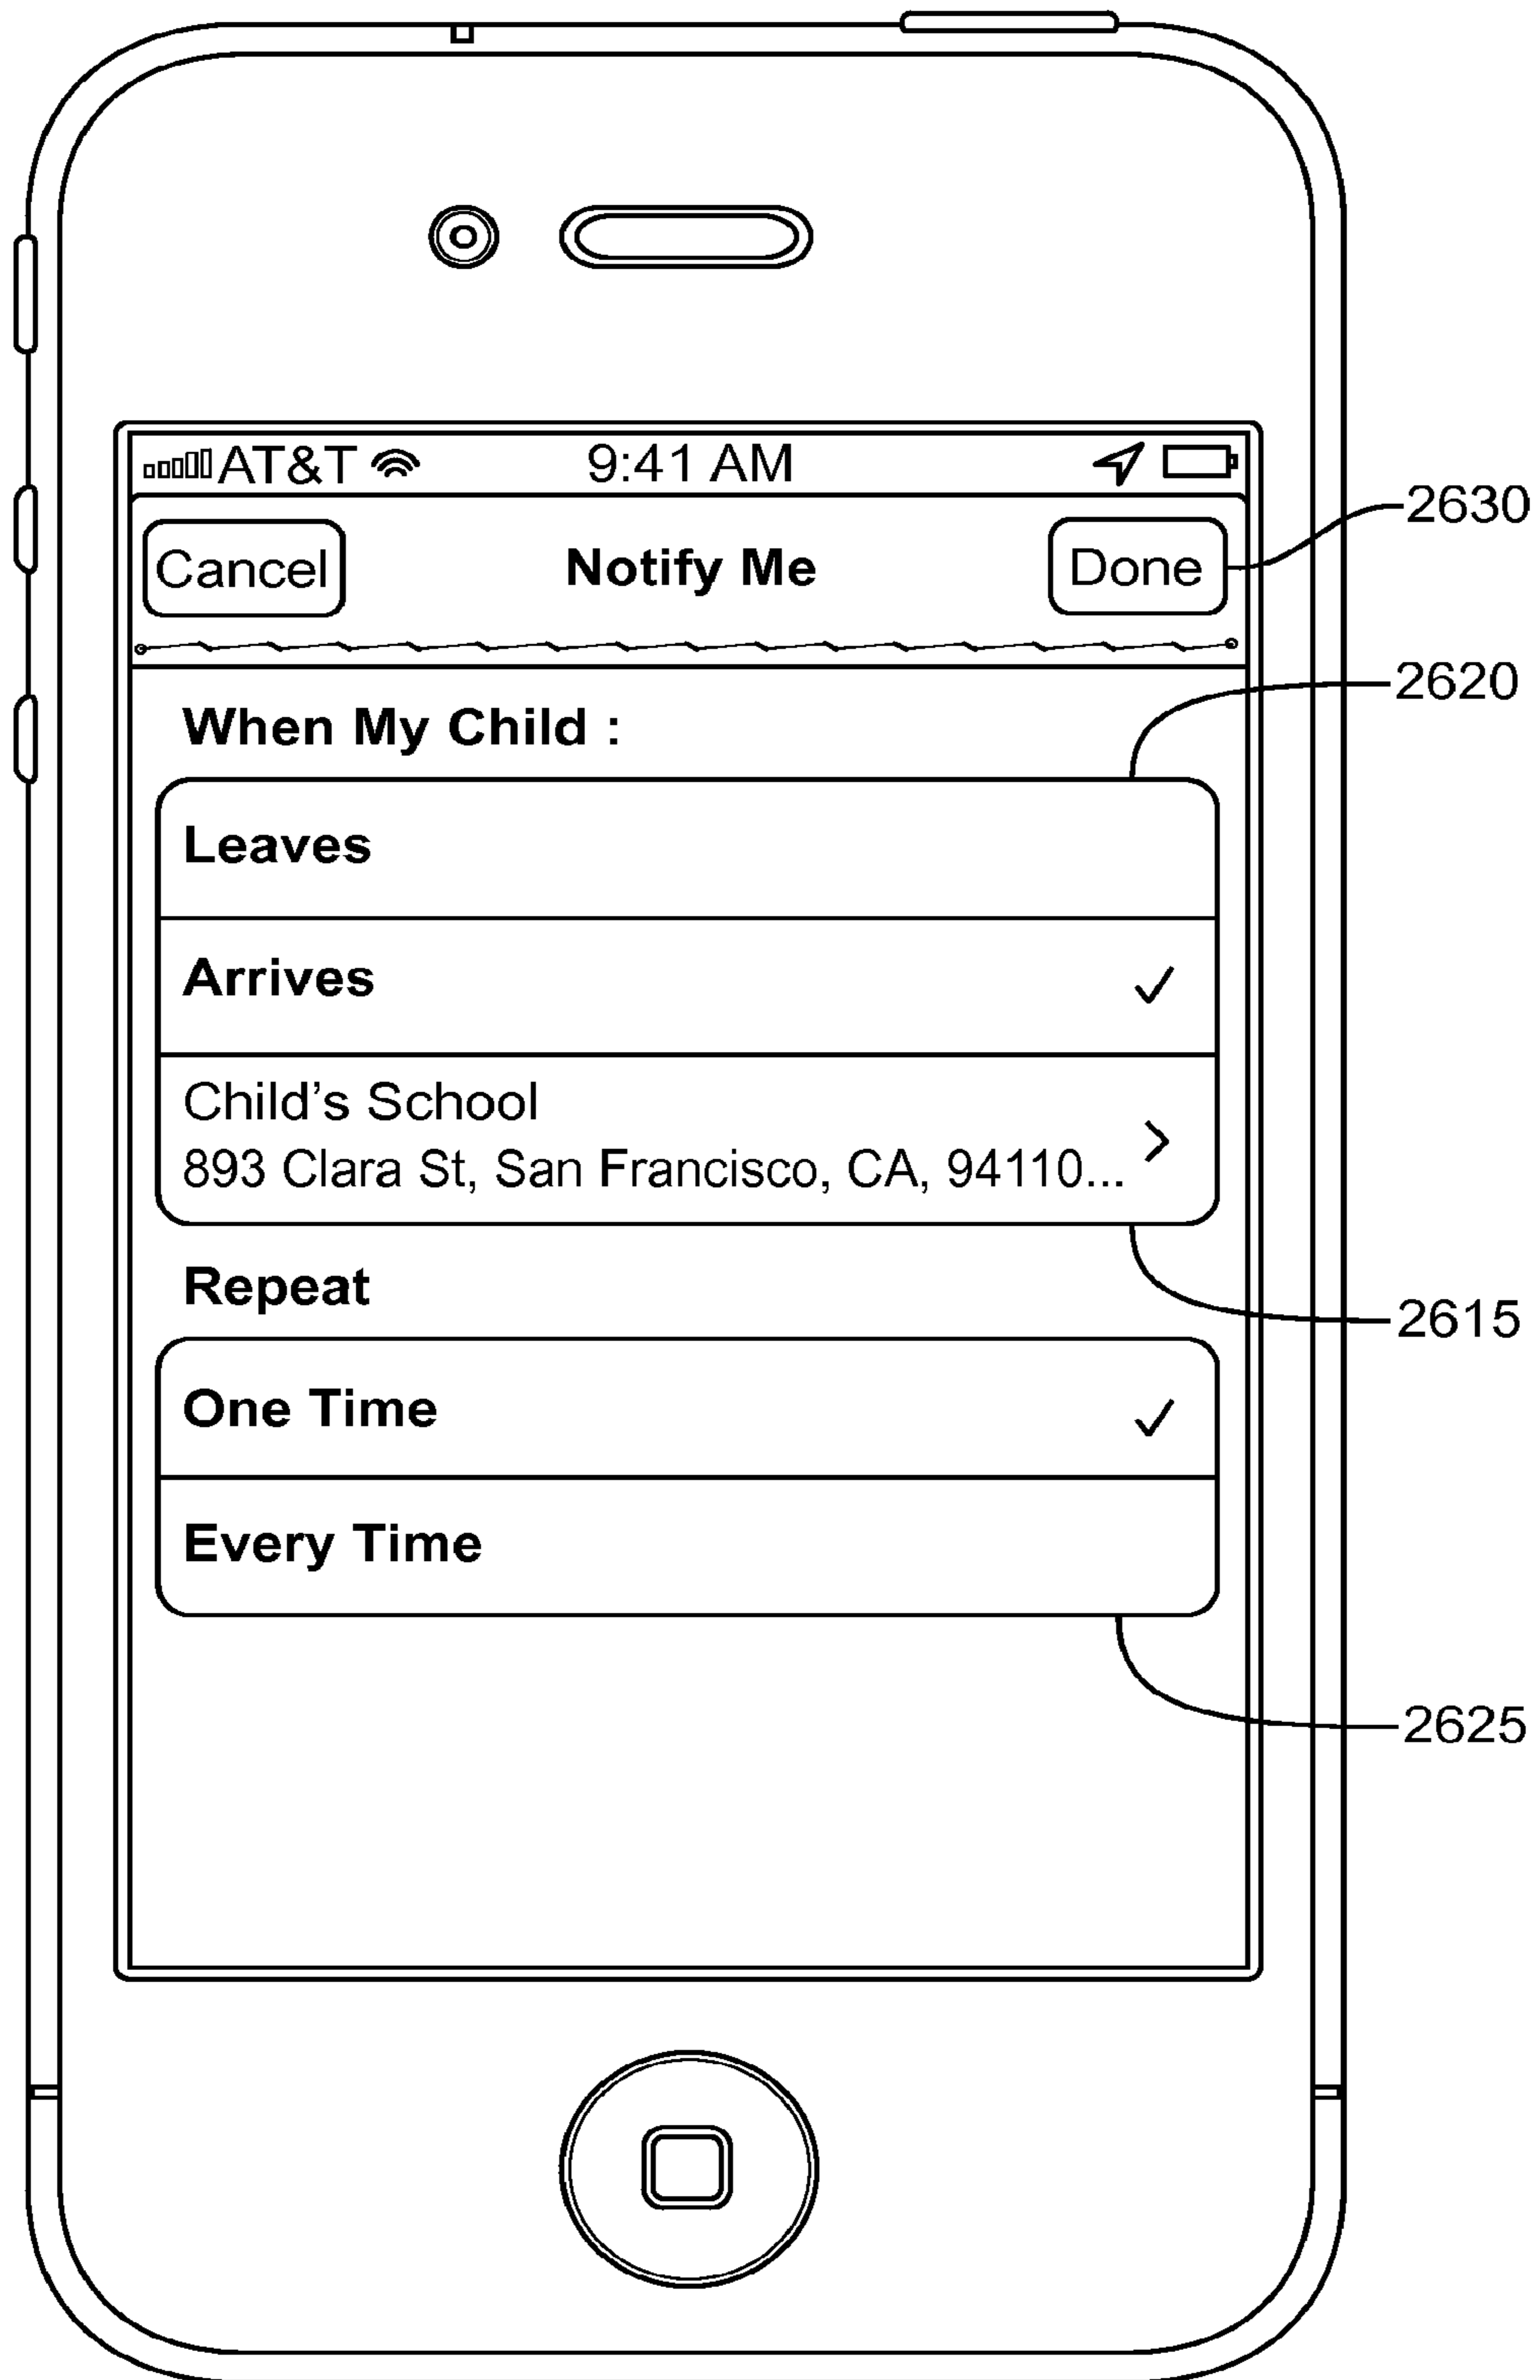 AT&T 9:41 AM
Cancel Notify Me Done
2630
2620
When My Child :
Leaves
Arrives
Child's School
893 Clara St, San Francisco, CA, 94110...
Repeat
2615
One Time
Every Time
2625